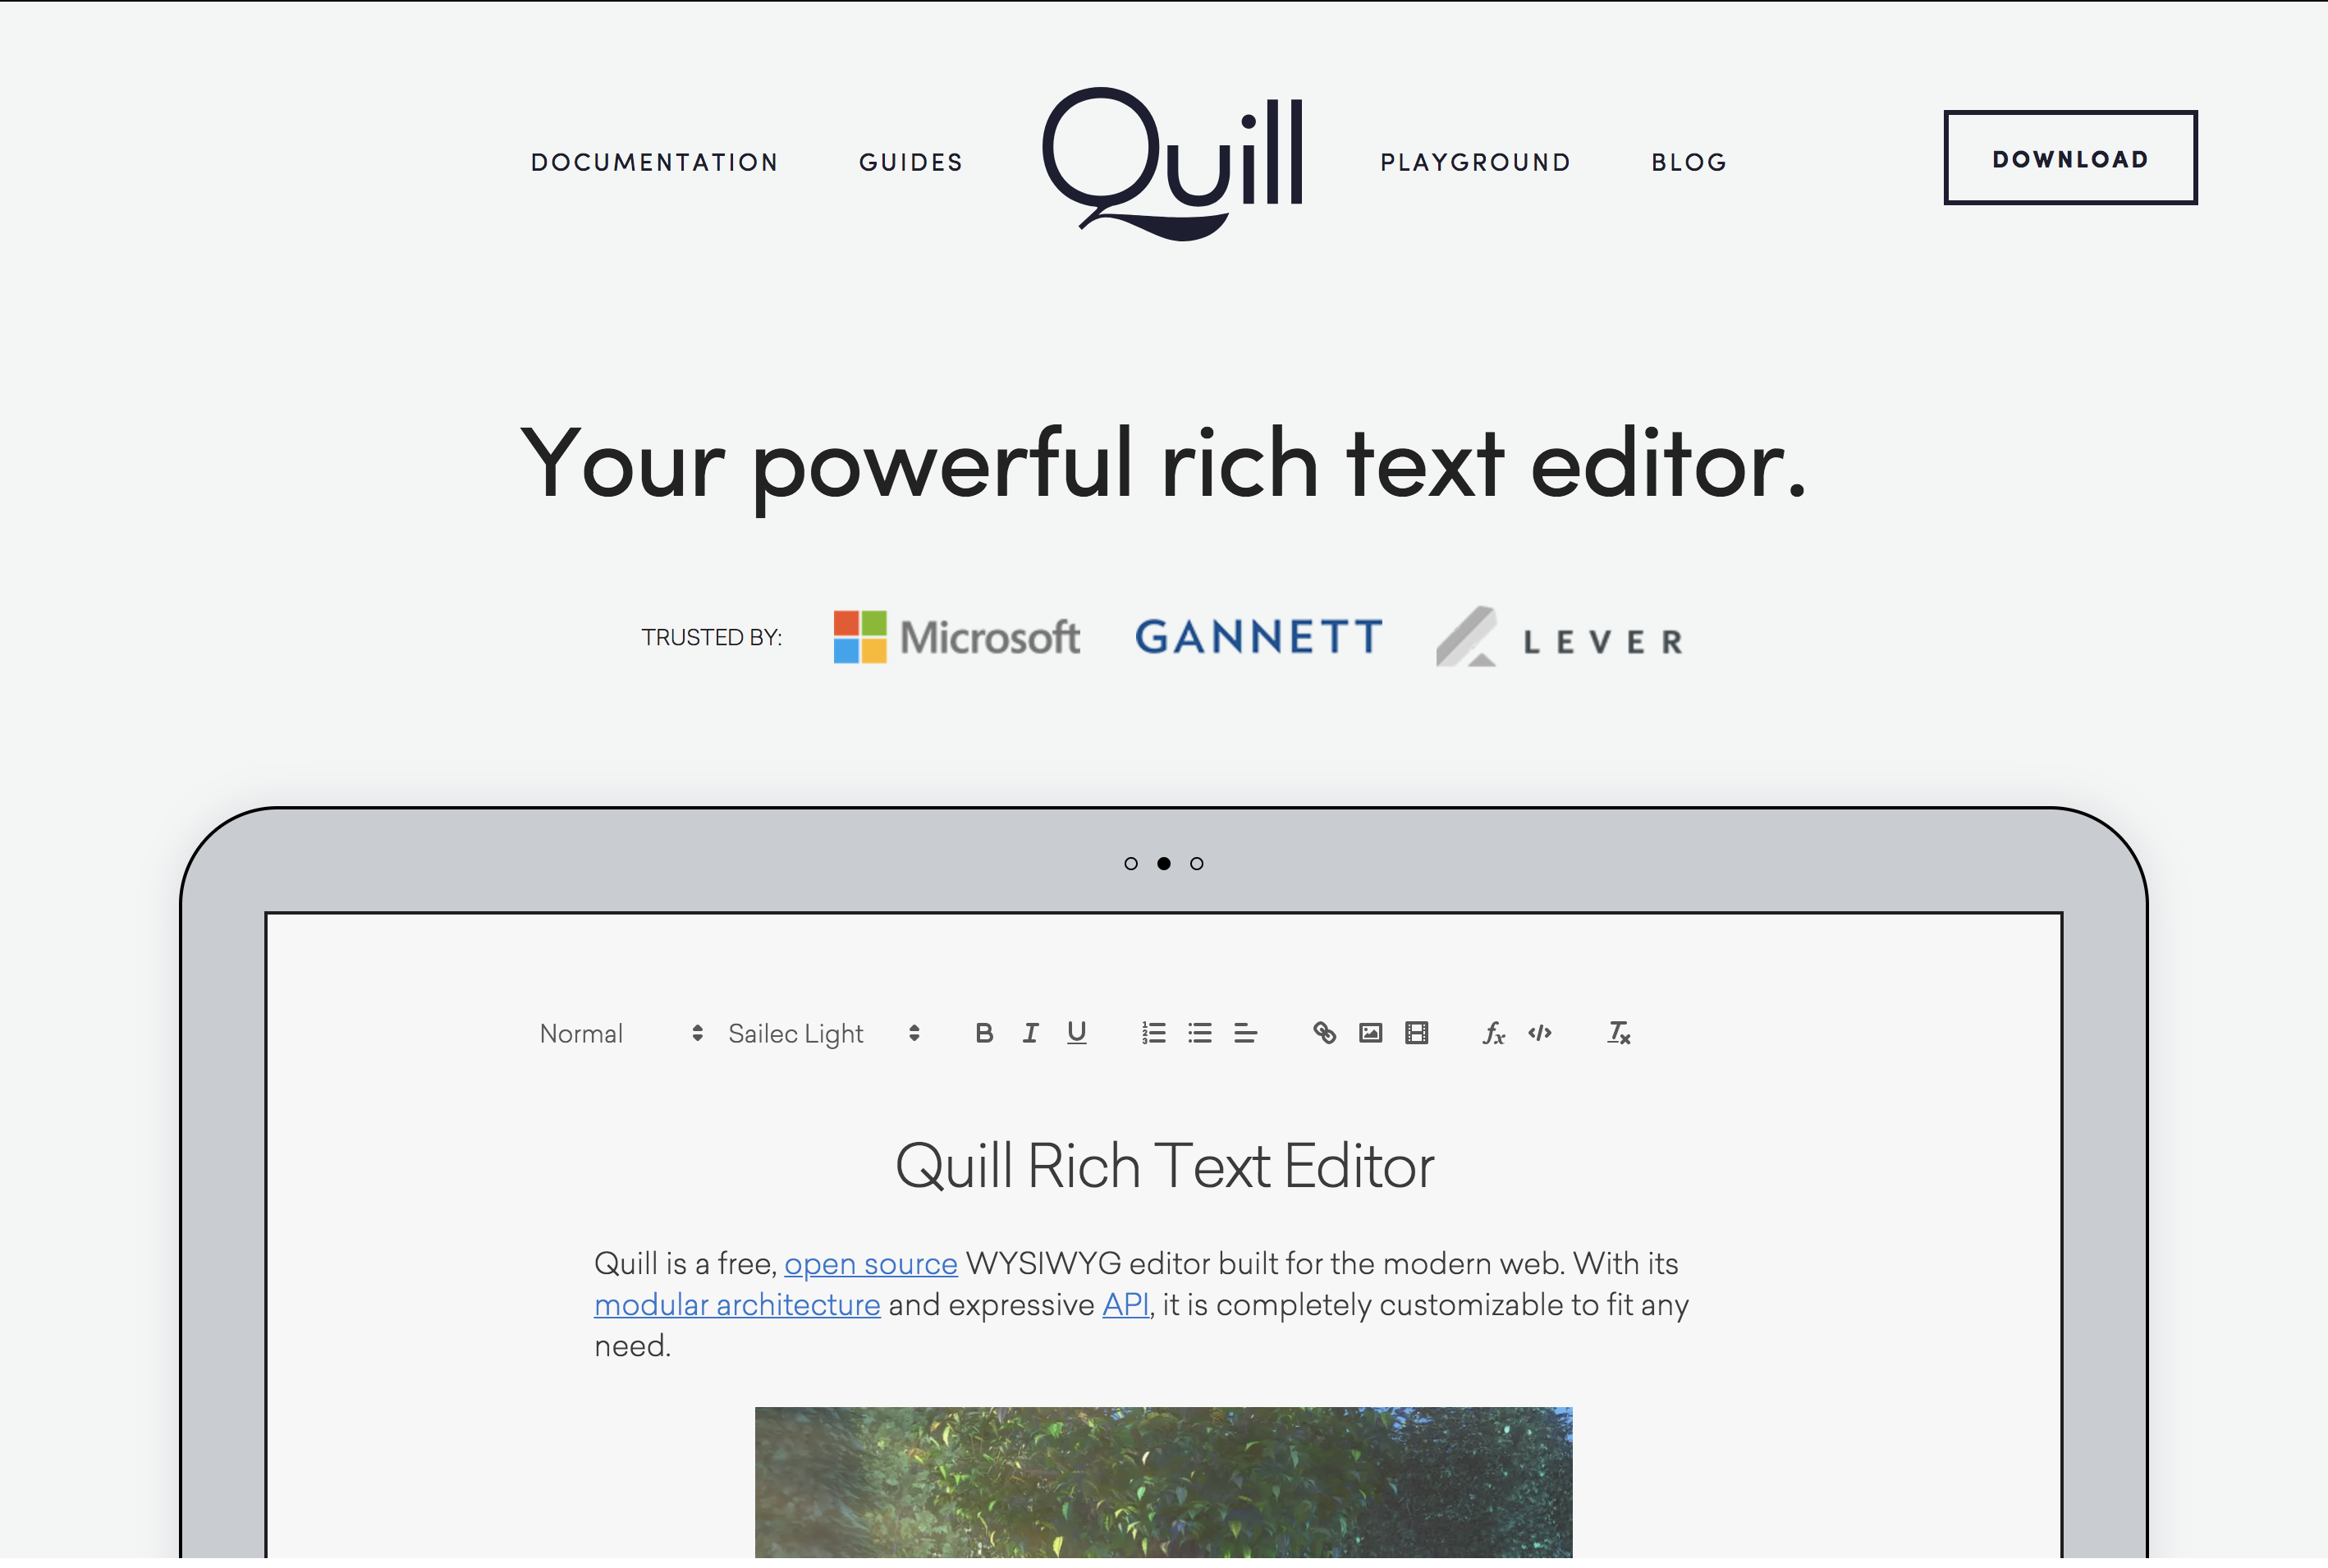 DOCUMENTATION GUIDES Quill PLAYGROUND BLOG DOWNLOAD
Your powerful rich text editor.
TRUSTED BY: Microsoft GANNETT LEVER
Normal Sailec Light B I U fx </> Tx
Quill Rich Text Editor
Quill is a free, open source WYSIWYG editor built for the modern web. With its
modular architecture and expressive API, it is completely customizable to fit any
need.